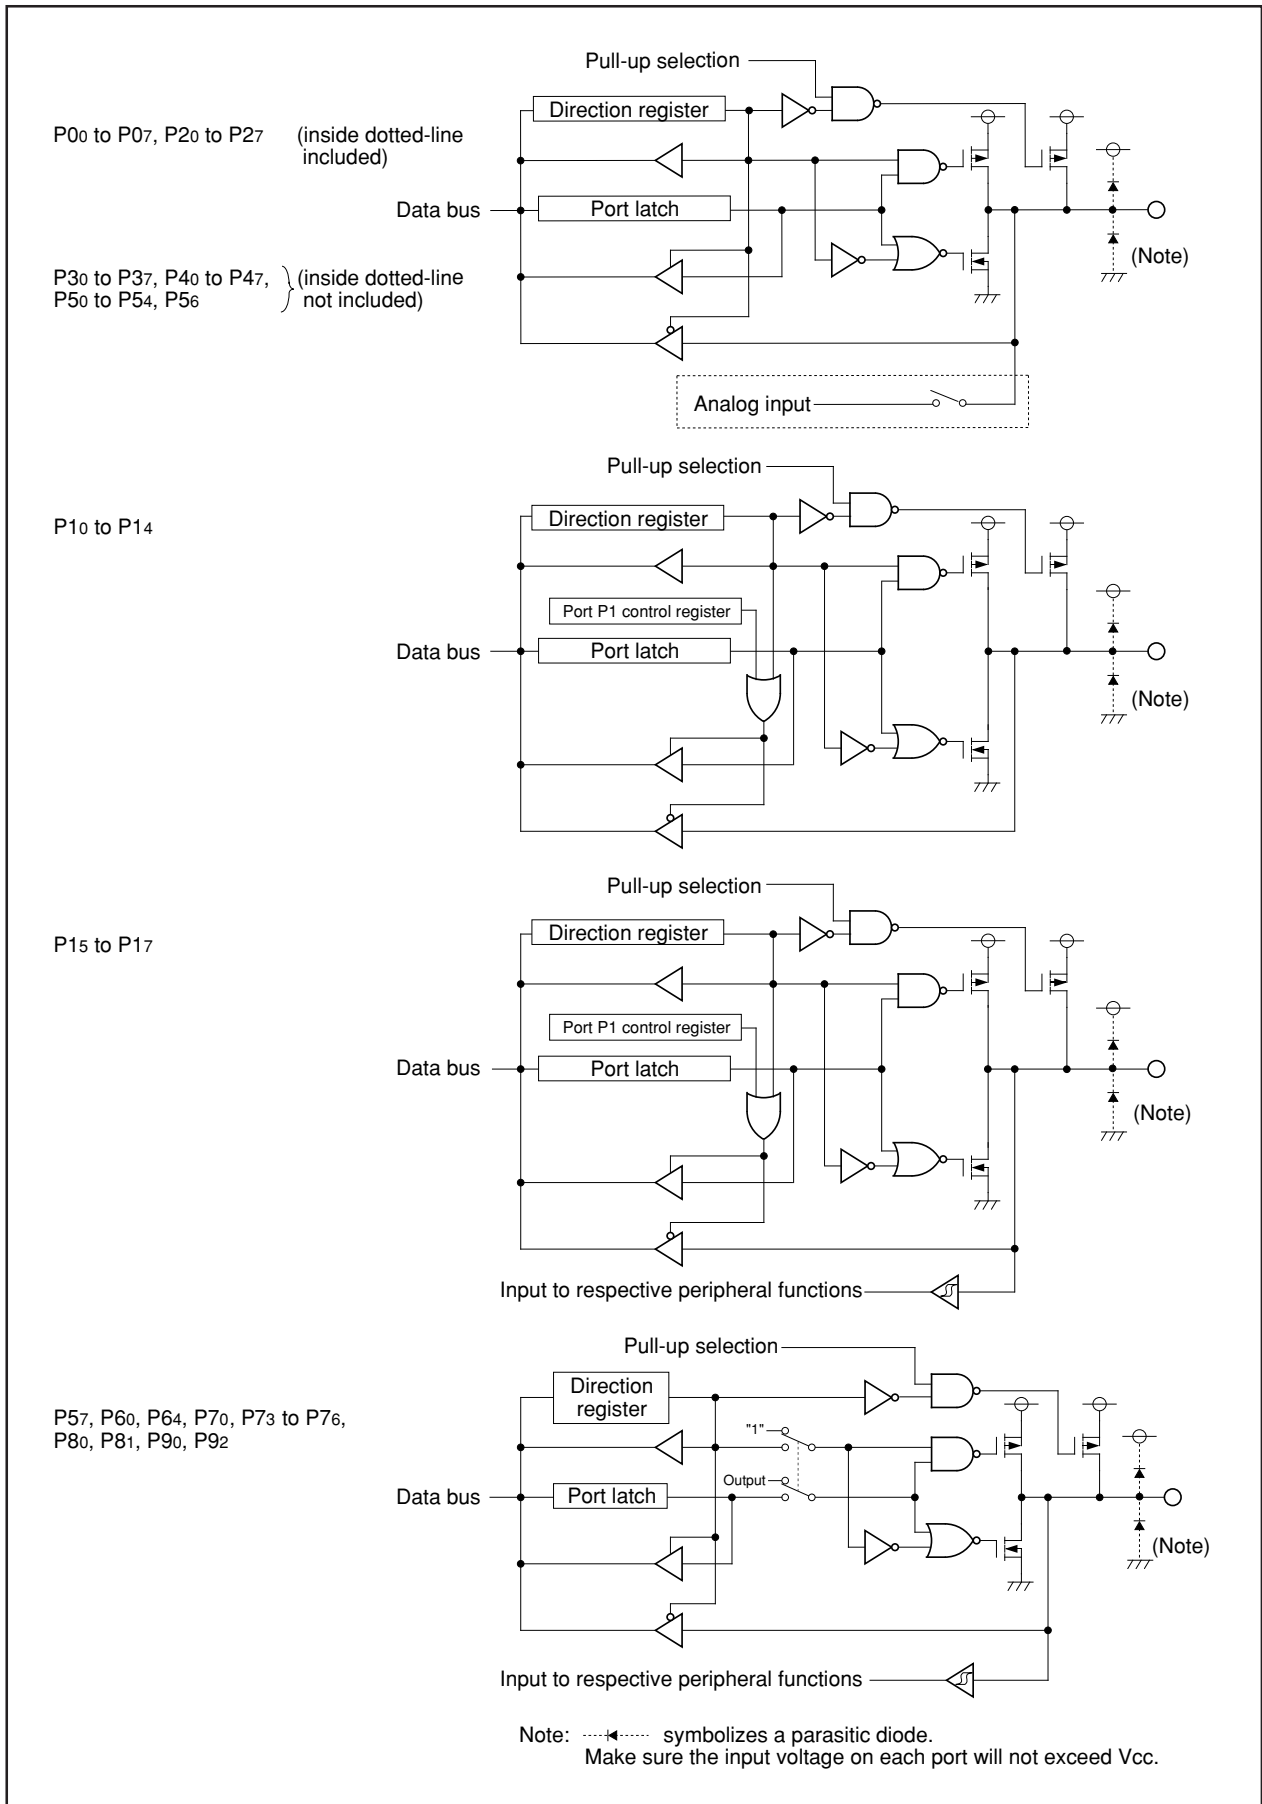 Pull-up selection
Direction register
P00 to P07, P20 to P27 (inside dotted-line
included)
Data bus
Port latch
(Note)
P30 to P37, P40 to P47, (inside dotted-line
P50 to P54, P56 not included)
Analog input
Pull-up selection
P10 to P14
Direction register
Port P1 control register
Data bus
Port latch
(Note)
Pull-up selection
P15 to P17
Direction register
Port P1 control register
Data bus
Port latch
(Note)
Input to respective peripheral functions
Pull-up selection
Direction
register
P57, P60, P64, P70, P73 to P76,
P80, P81, P90, P92
"1"
Output
Data bus
Port latch
(Note)
Input to respective peripheral functions
Note: symbolizes a parasitic diode.
Make sure the input voltage on each port will not exceed Vcc.